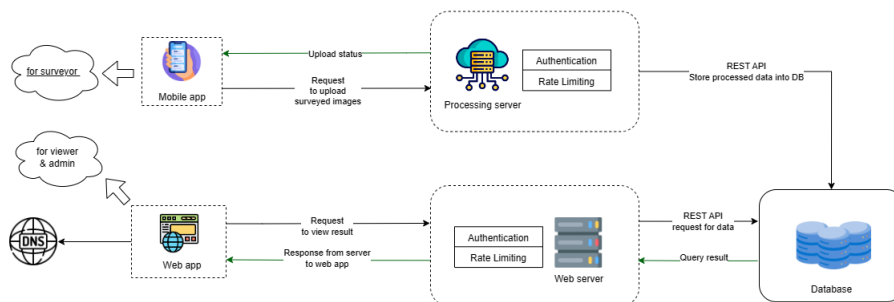 for surveyor
Mobile app
Upload status
Request
to upload
surveyed images
Processing server
Authentication
Rate Limiting
REST API
Store processed data into DB
for viewer
& admin
DNS
Web app
Request
to view result
Response from server
to web app
Authentication
Rate Limiting
Web server
REST API
request for data
Query result
Database